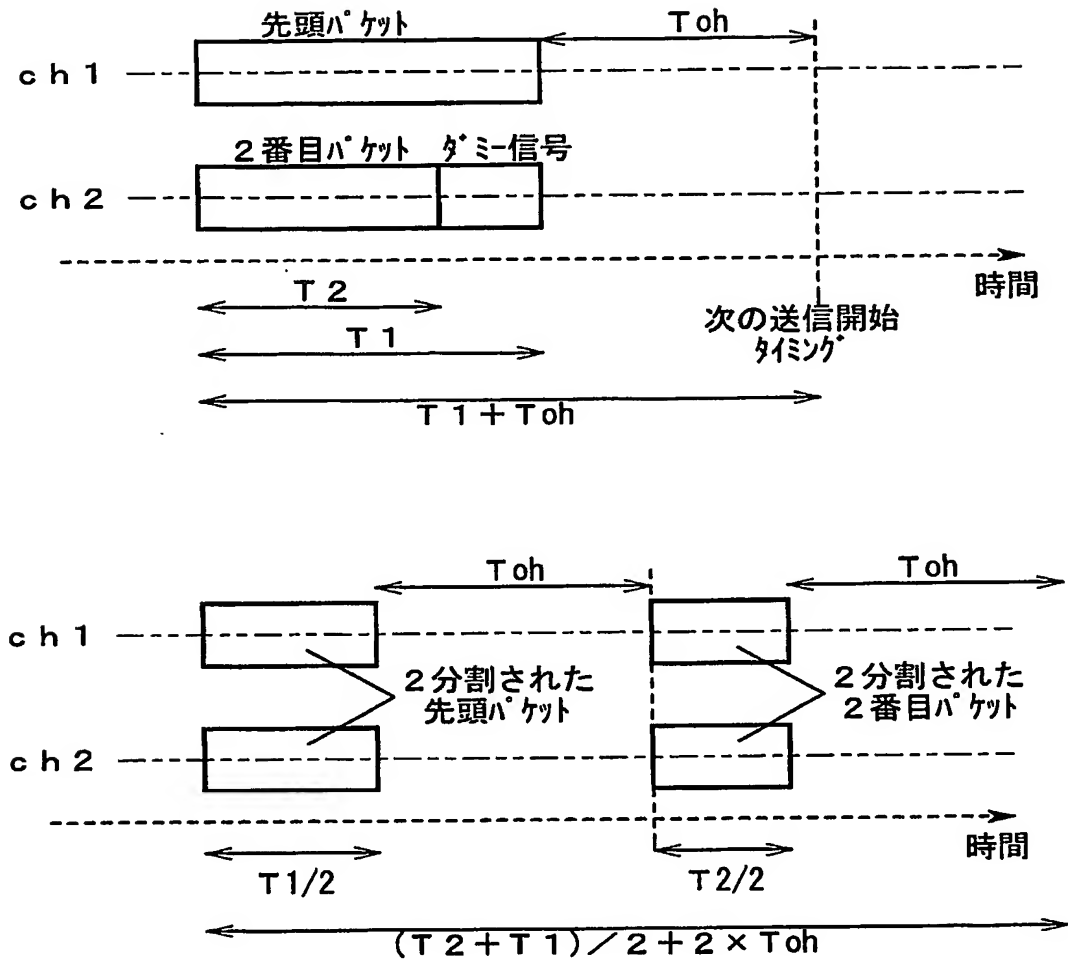 先頭パケット
Toh
ch1
2番目パケット
ダミー信号
ch2
時間
T2
次の送信開始
タイミング
T1
T1+Toh
Toh
Toh
ch1
2分割された
先頭パケット
2分割された
2番目パケット
ch2
時間
T1/2
T2/2
(T2+T1)/2+2×Toh